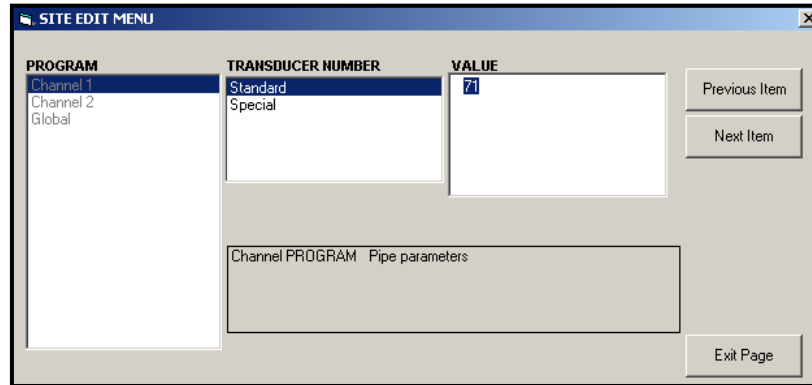 SITE EDIT MENU
PROGRAM
Channel 1
Channel 2
Global
TRANSDUCER NUMBER
Standard
Special
VALUE
71
Previous Item
Next Item
Channel PROGRAM Pipe parameters
Exit Page